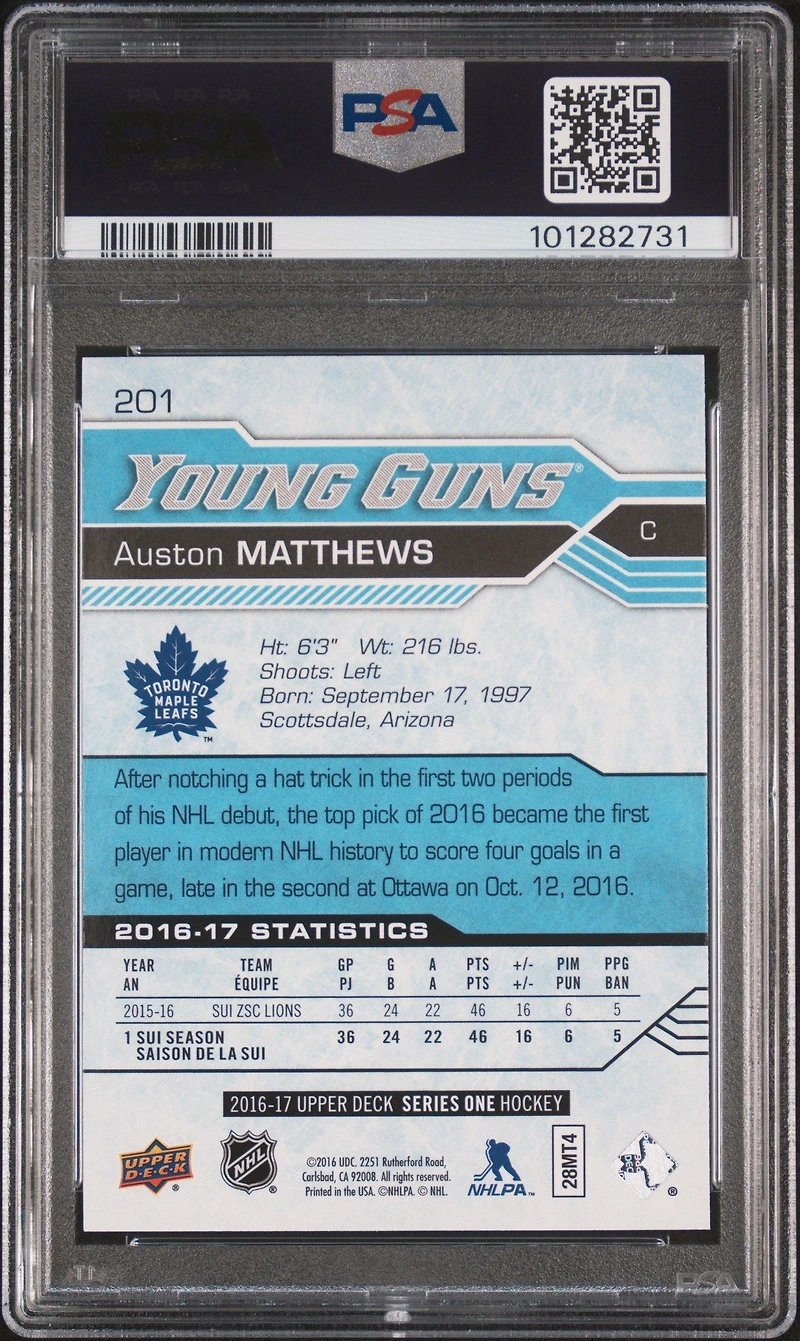 PSA
101282731
201
YOUNG GUNS®
Auston MATTHEWS
C
TORONTO
MAPLE
LEAFS
TM
Ht: 6'3" Wt: 216 lbs.
Shoots: Left
Born: September 17, 1997
Scottsdale, Arizona
After notching a hat trick in the first two periods
of his NHL debut, the top pick of 2016 became the first
player in modern NHL history to score four goals in a
game, late in the second at Ottawa on Oct. 12, 2016.
2016-17 STATISTICS
YEAR TEAM GP G A PTS +/- PIM PPG
AN ÉQUIPE PJ B A PTS +/- PUN BAN
2015-16 SUI ZSC LIONS 36 24 22 46 16 6 5
1 SUI SEASON 36 24 22 46 16 6 5
SAISON DE LA SUI
2016-17 UPPER DECK SERIES ONE HOCKEY
UPPER
D•E•C•K
®
NHL
®
©2016 UDC. 2251 Rutherford Road,
Carlsbad, CA 92008. All rights reserved.
Printed in the USA. ©NHLPA. © NHL.
NHLPA™
28MT4
®
PSA